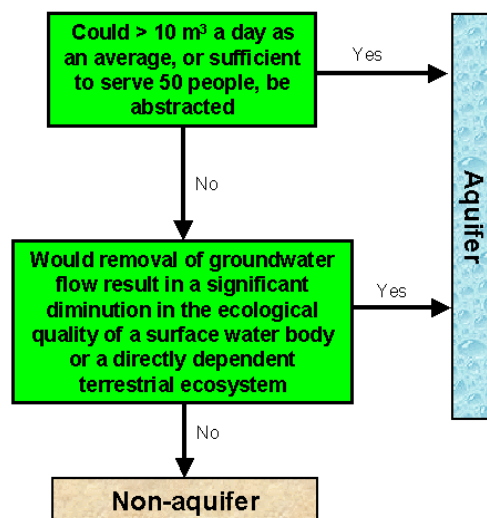 Could > 10 m³ a day as
an average, or sufficient
to serve 50 people, be
abstracted
Yes
Aquifer
No
Would removal of groundwater
flow result in a significant
diminution in the ecological
quality of a surface water body
or a directly dependent
terrestrial ecosystem
Yes
No
Non-aquifer